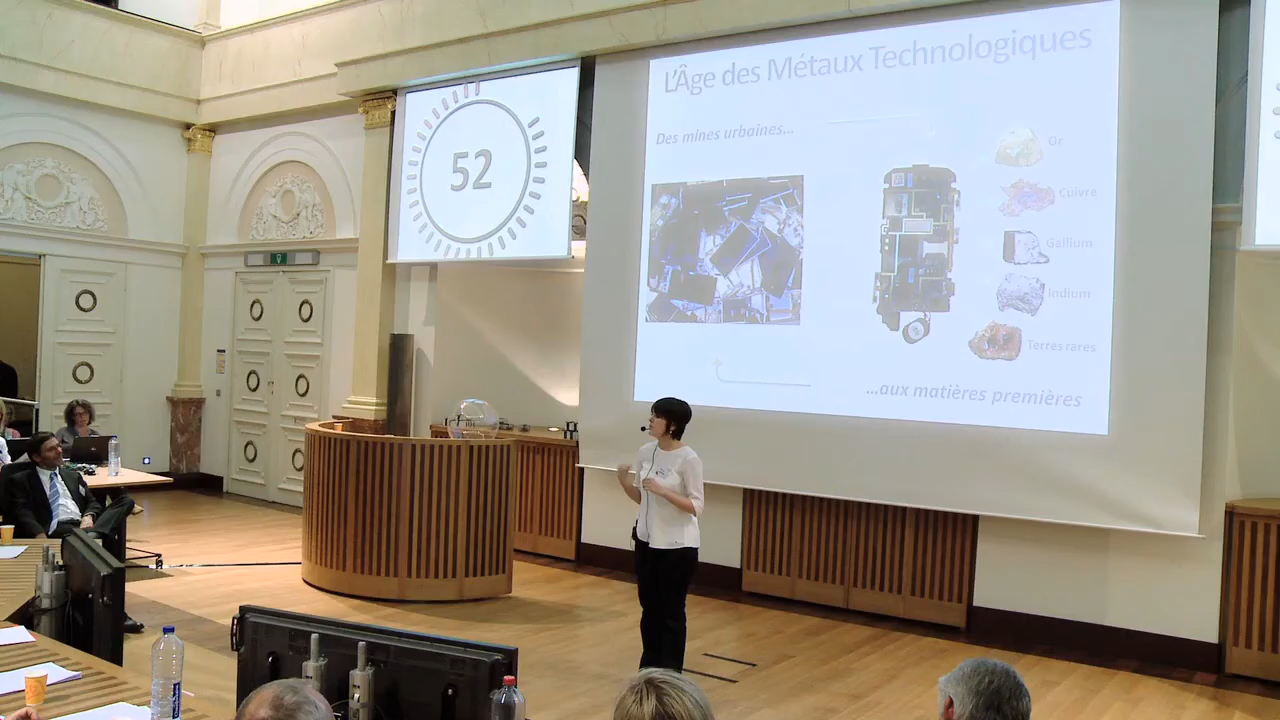 52
L'Âge des Métaux Technologiques
Des mines urbaines...
Or
Cuivre
Gallium
Indium
Terres rares
...aux matières premières